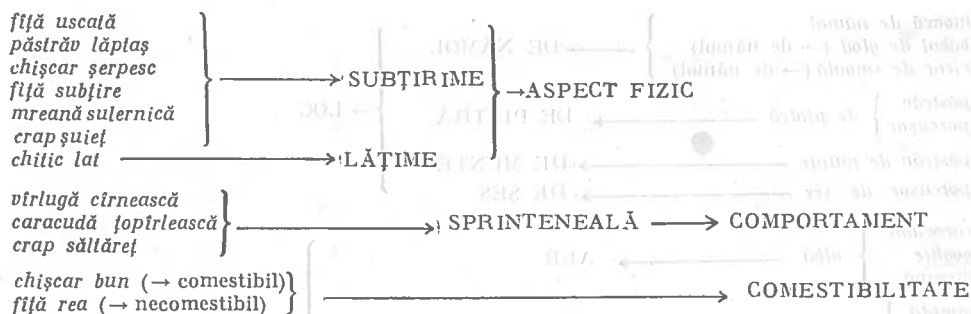 fîță uscată
păstrăv lăptaș
chișcar șerpesc → SUBȚIRIME
fîță subțire → ASPECT FIZIC
mreană sulernică
crap șuieț
chitic lat → LĂȚIME
vîrlugă cîrnească
caracudă țopîrlească → SPRINTENEALĂ → COMPORTAMENT
crap săltăreț
chișcar bun (→ comestibil)
fîță rea (→ necomestibil) → COMESTIBILITATE